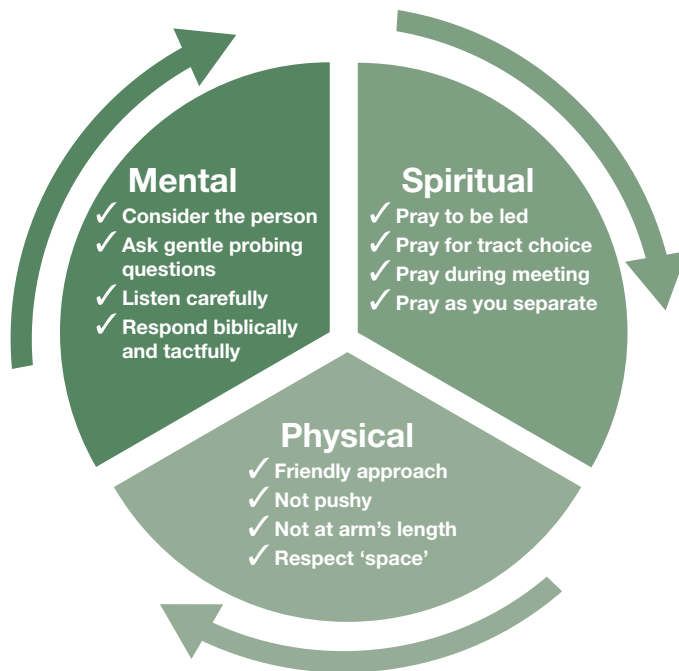 Mental
✓ Consider the person
✓ Ask gentle probing
questions
✓ Listen carefully
✓ Respond biblically
and tactfully
Spiritual
✓ Pray to be led
✓ Pray for tract choice
✓ Pray during meeting
✓ Pray as you separate
Physical
✓ Friendly approach
✓ Not pushy
✓ Not at arm’s length
✓ Respect ‘space’